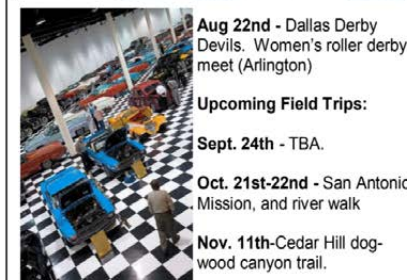 Aug 22nd - Dallas Derby
Devils.  Women's roller derby
meet (Arlington)
Upcoming Field Trips:
Sept. 24th - TBA.
Oct. 21st-22nd - San Antonio
Mission, and river walk
Nov. 11th-Cedar Hill dog-
wood canyon trail.